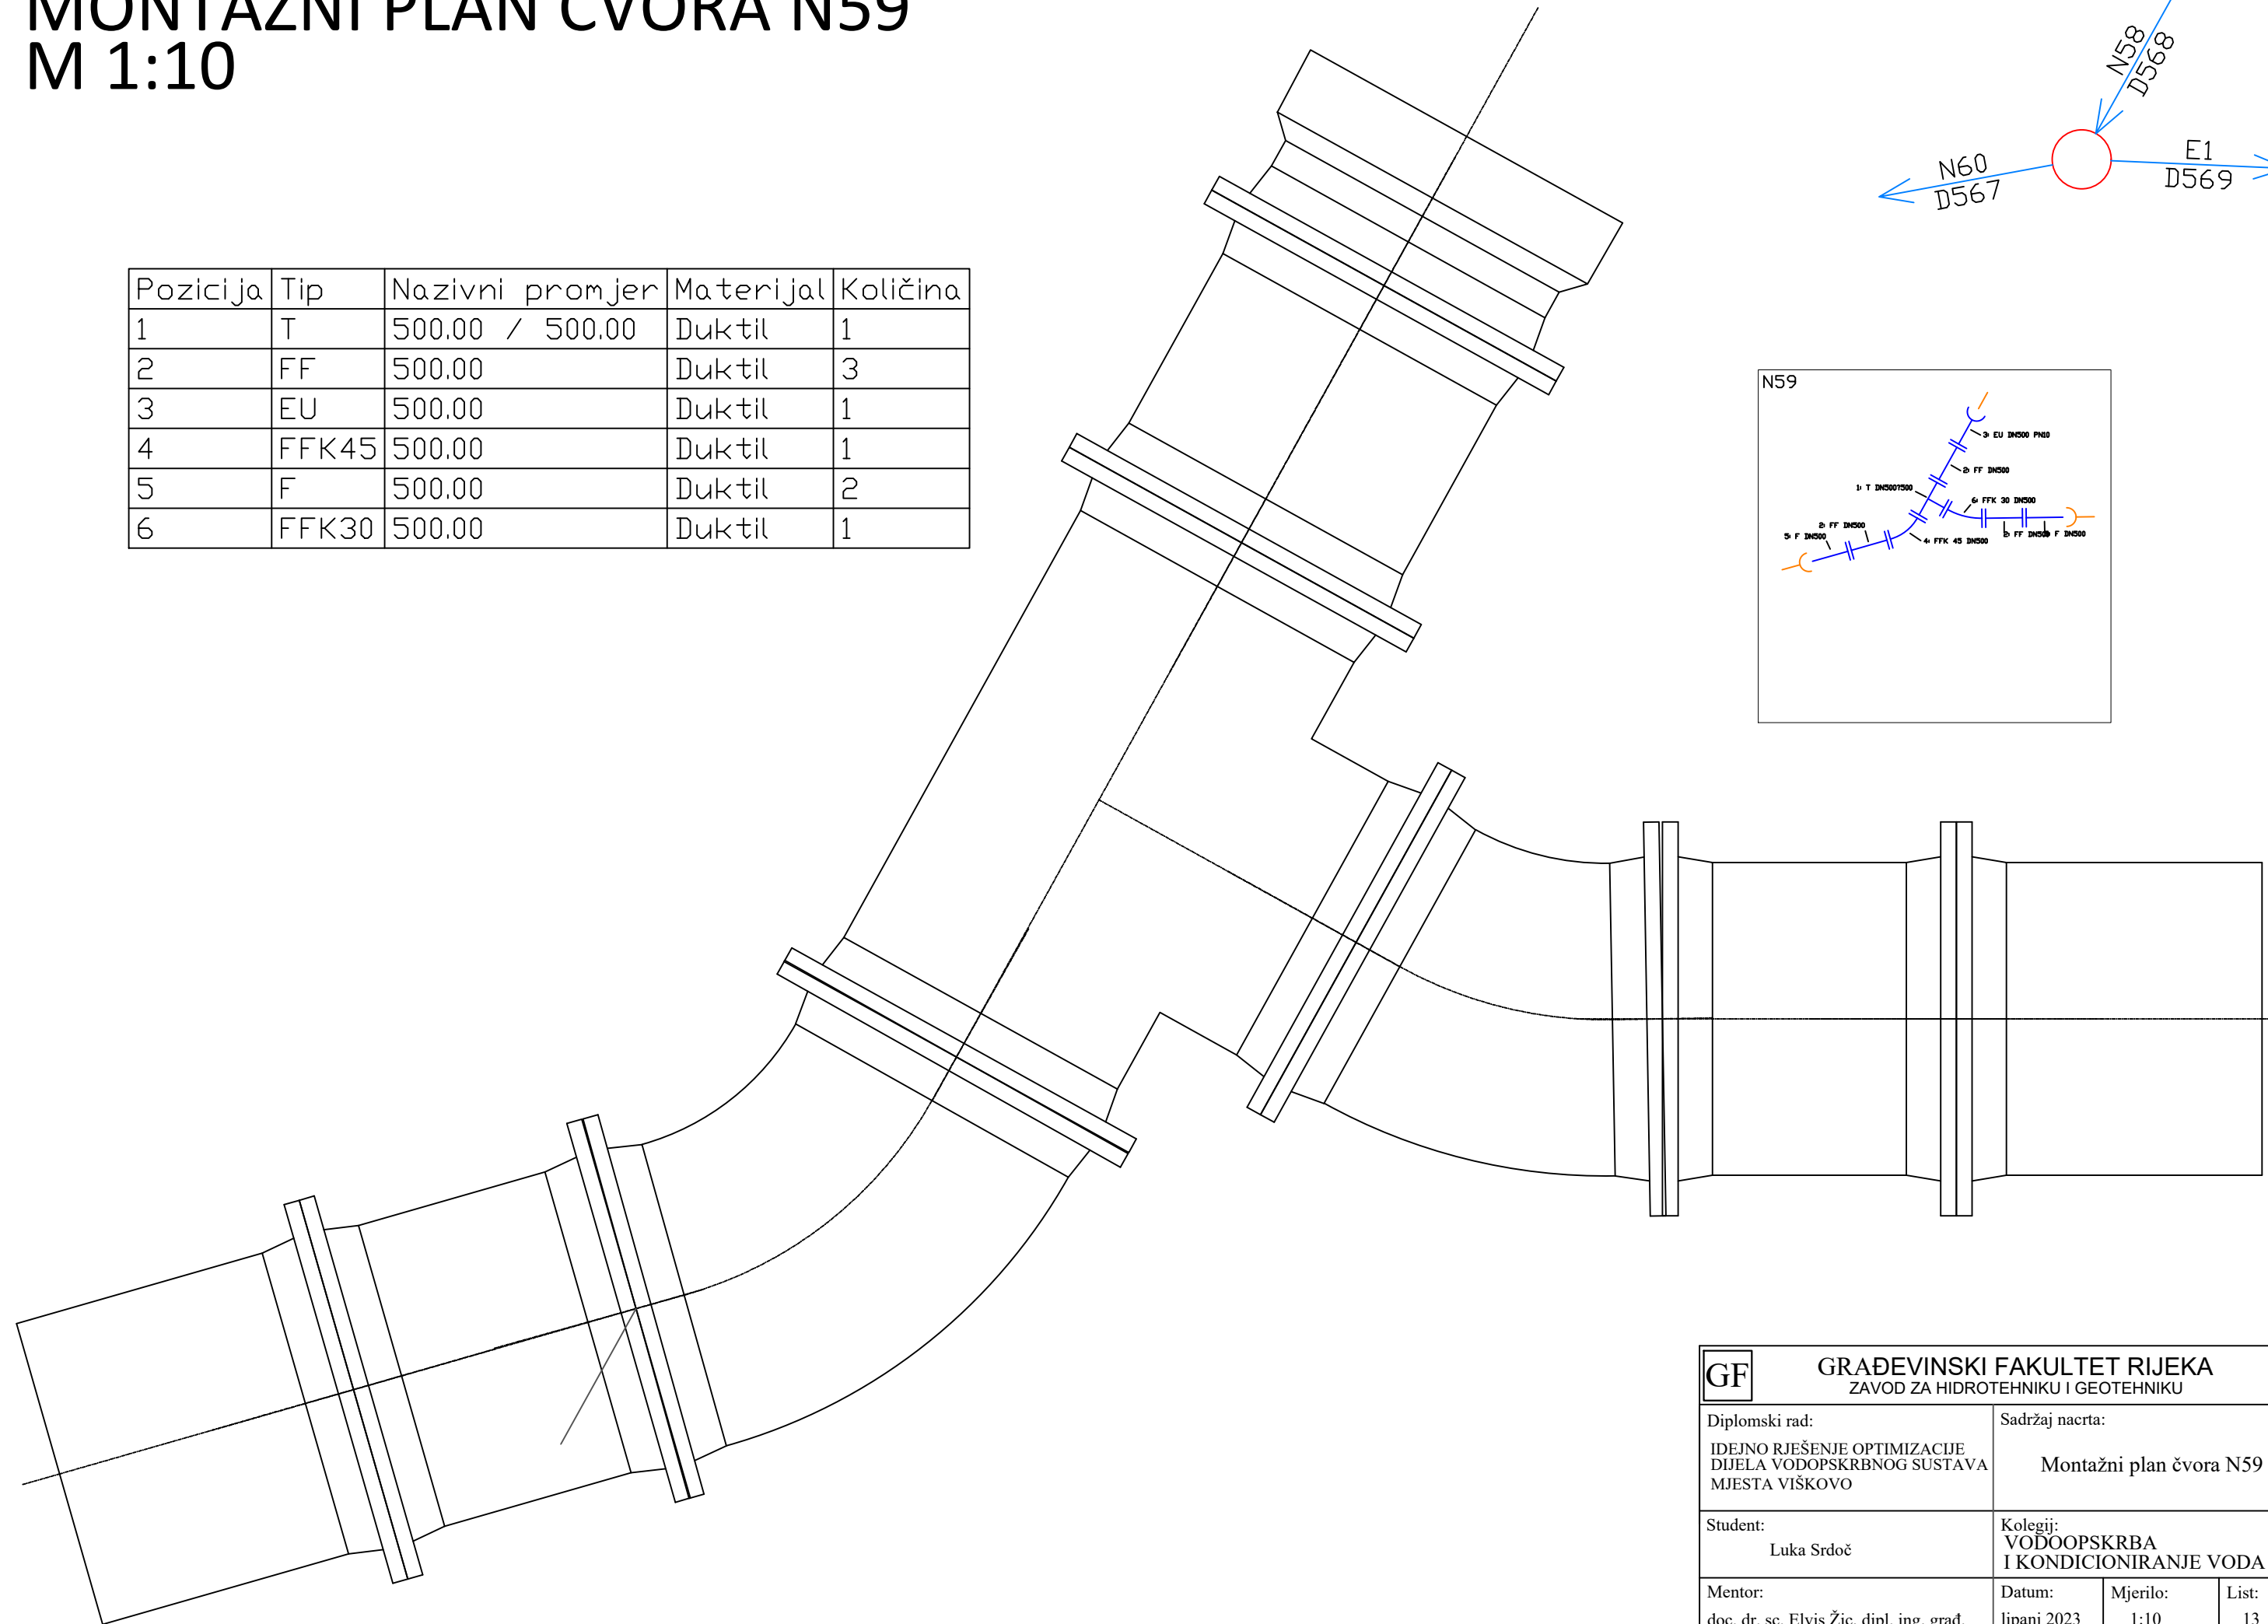 MONTAŽNI PLAN ČVORA N59
M 1:10
N58
D568
N60
D567
E1
D569
Pozicija Tip Nazivni promjer Materijal Količina
1 T 500.00 / 500.00 Duktil 1
2 FF 500.00 Duktil 3
3 EU 500.00 Duktil 1
4 FFK45 500.00 Duktil 1
5 F 500.00 Duktil 2
6 FFK30 500.00 Duktil 1
N59
3: EU DN500 PN10
2: FF DN500
1: T DN500?500
6: FFK 30 DN500
2: FF DN500
5: F DN500
4: FFK 45 DN500
2: FF DN500
F DN500
GF
GRAĐEVINSKI FAKULTET RIJEKA
ZAVOD ZA HIDROTEHNIKU I GEOTEHNIKU
Diplomski rad:
IDEJNO RJEŠENJE OPTIMIZACIJE
DIJELA VODOPSKRBNOG SUSTAVA
MJESTA VIŠKOVO
Sadržaj nacrta:
Montažni plan čvora N59
Student:
Luka Srdoč
Kolegij:
VODOOPSKRBA
I KONDICIONIRANJE VODA
Mentor:
doc. dr. sc. Elvis Žic, dipl. ing. građ.
Datum:
lipanj 2023
Mjerilo:
1:10
List:
13